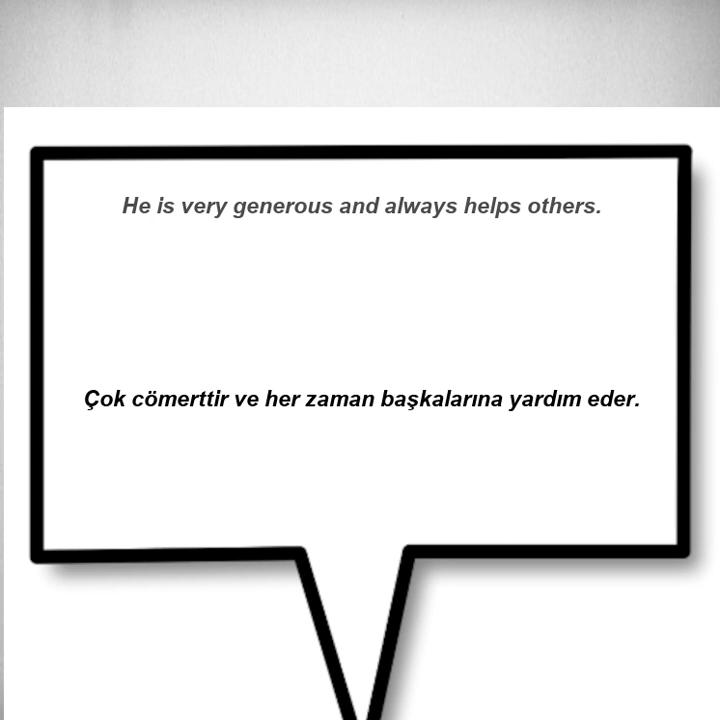 He is very generous and always helps others.
Çok cömerttir ve her zaman başkalarına yardım eder.